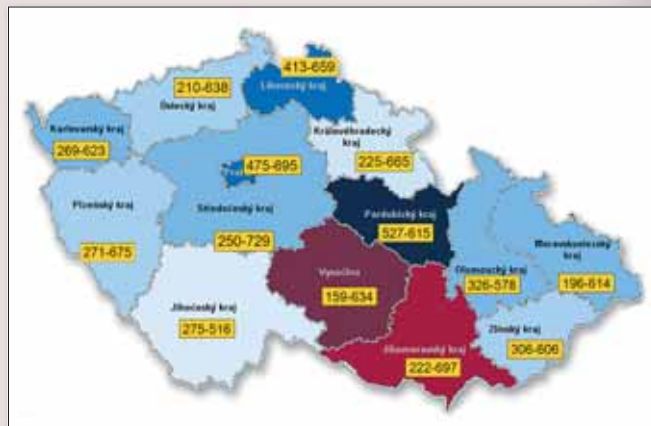 413-659
Liberecký kraj
210-638
Ústecký kraj
Karlovarský kraj
269-623
Královéhradecký
kraj
225-665
475-695
Plzeňský kraj
271-675
Středočeský kraj
250-729
Pardubický kraj
527-615
Moravskoslezský
kraj
196-614
Olomoucký kraj
326-578
Vysočina
159-634
Jihočeský kraj
275-516
Jihomoravský kraj
222-697
Zlínský kraj
306-606